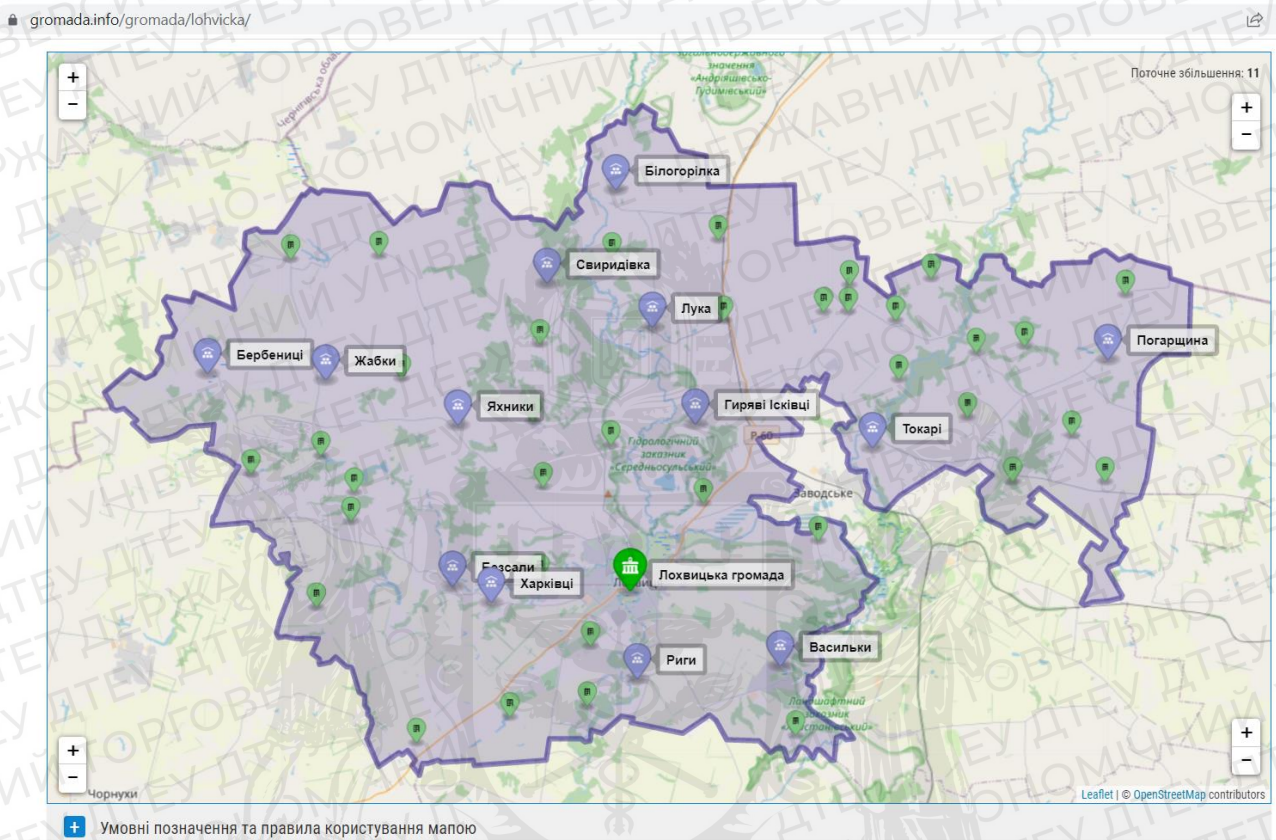 gromada.info/gromada/lohvicka/
+
−
Поточне збільшення: 11
+
−
Чернігівська обла
значення
«Андріяшівсько-
Гудимівський»
Білогорілка
Свиридівка
Лука
Погарщина
Бербениці
Жабки
Яхники
Гиряві Ісківці
Токарі
Р-60
Гідрологічний
заказник
«Середньосульський»
Заводське
Безсали
Харківці
Лохвицька громада
Васильки
Риги
Ландшафтний
заказник
+
−
+
−
Чорнухи
Leaflet | © OpenStreetMap contributors
+ Умовні позначення та правила користування мапою